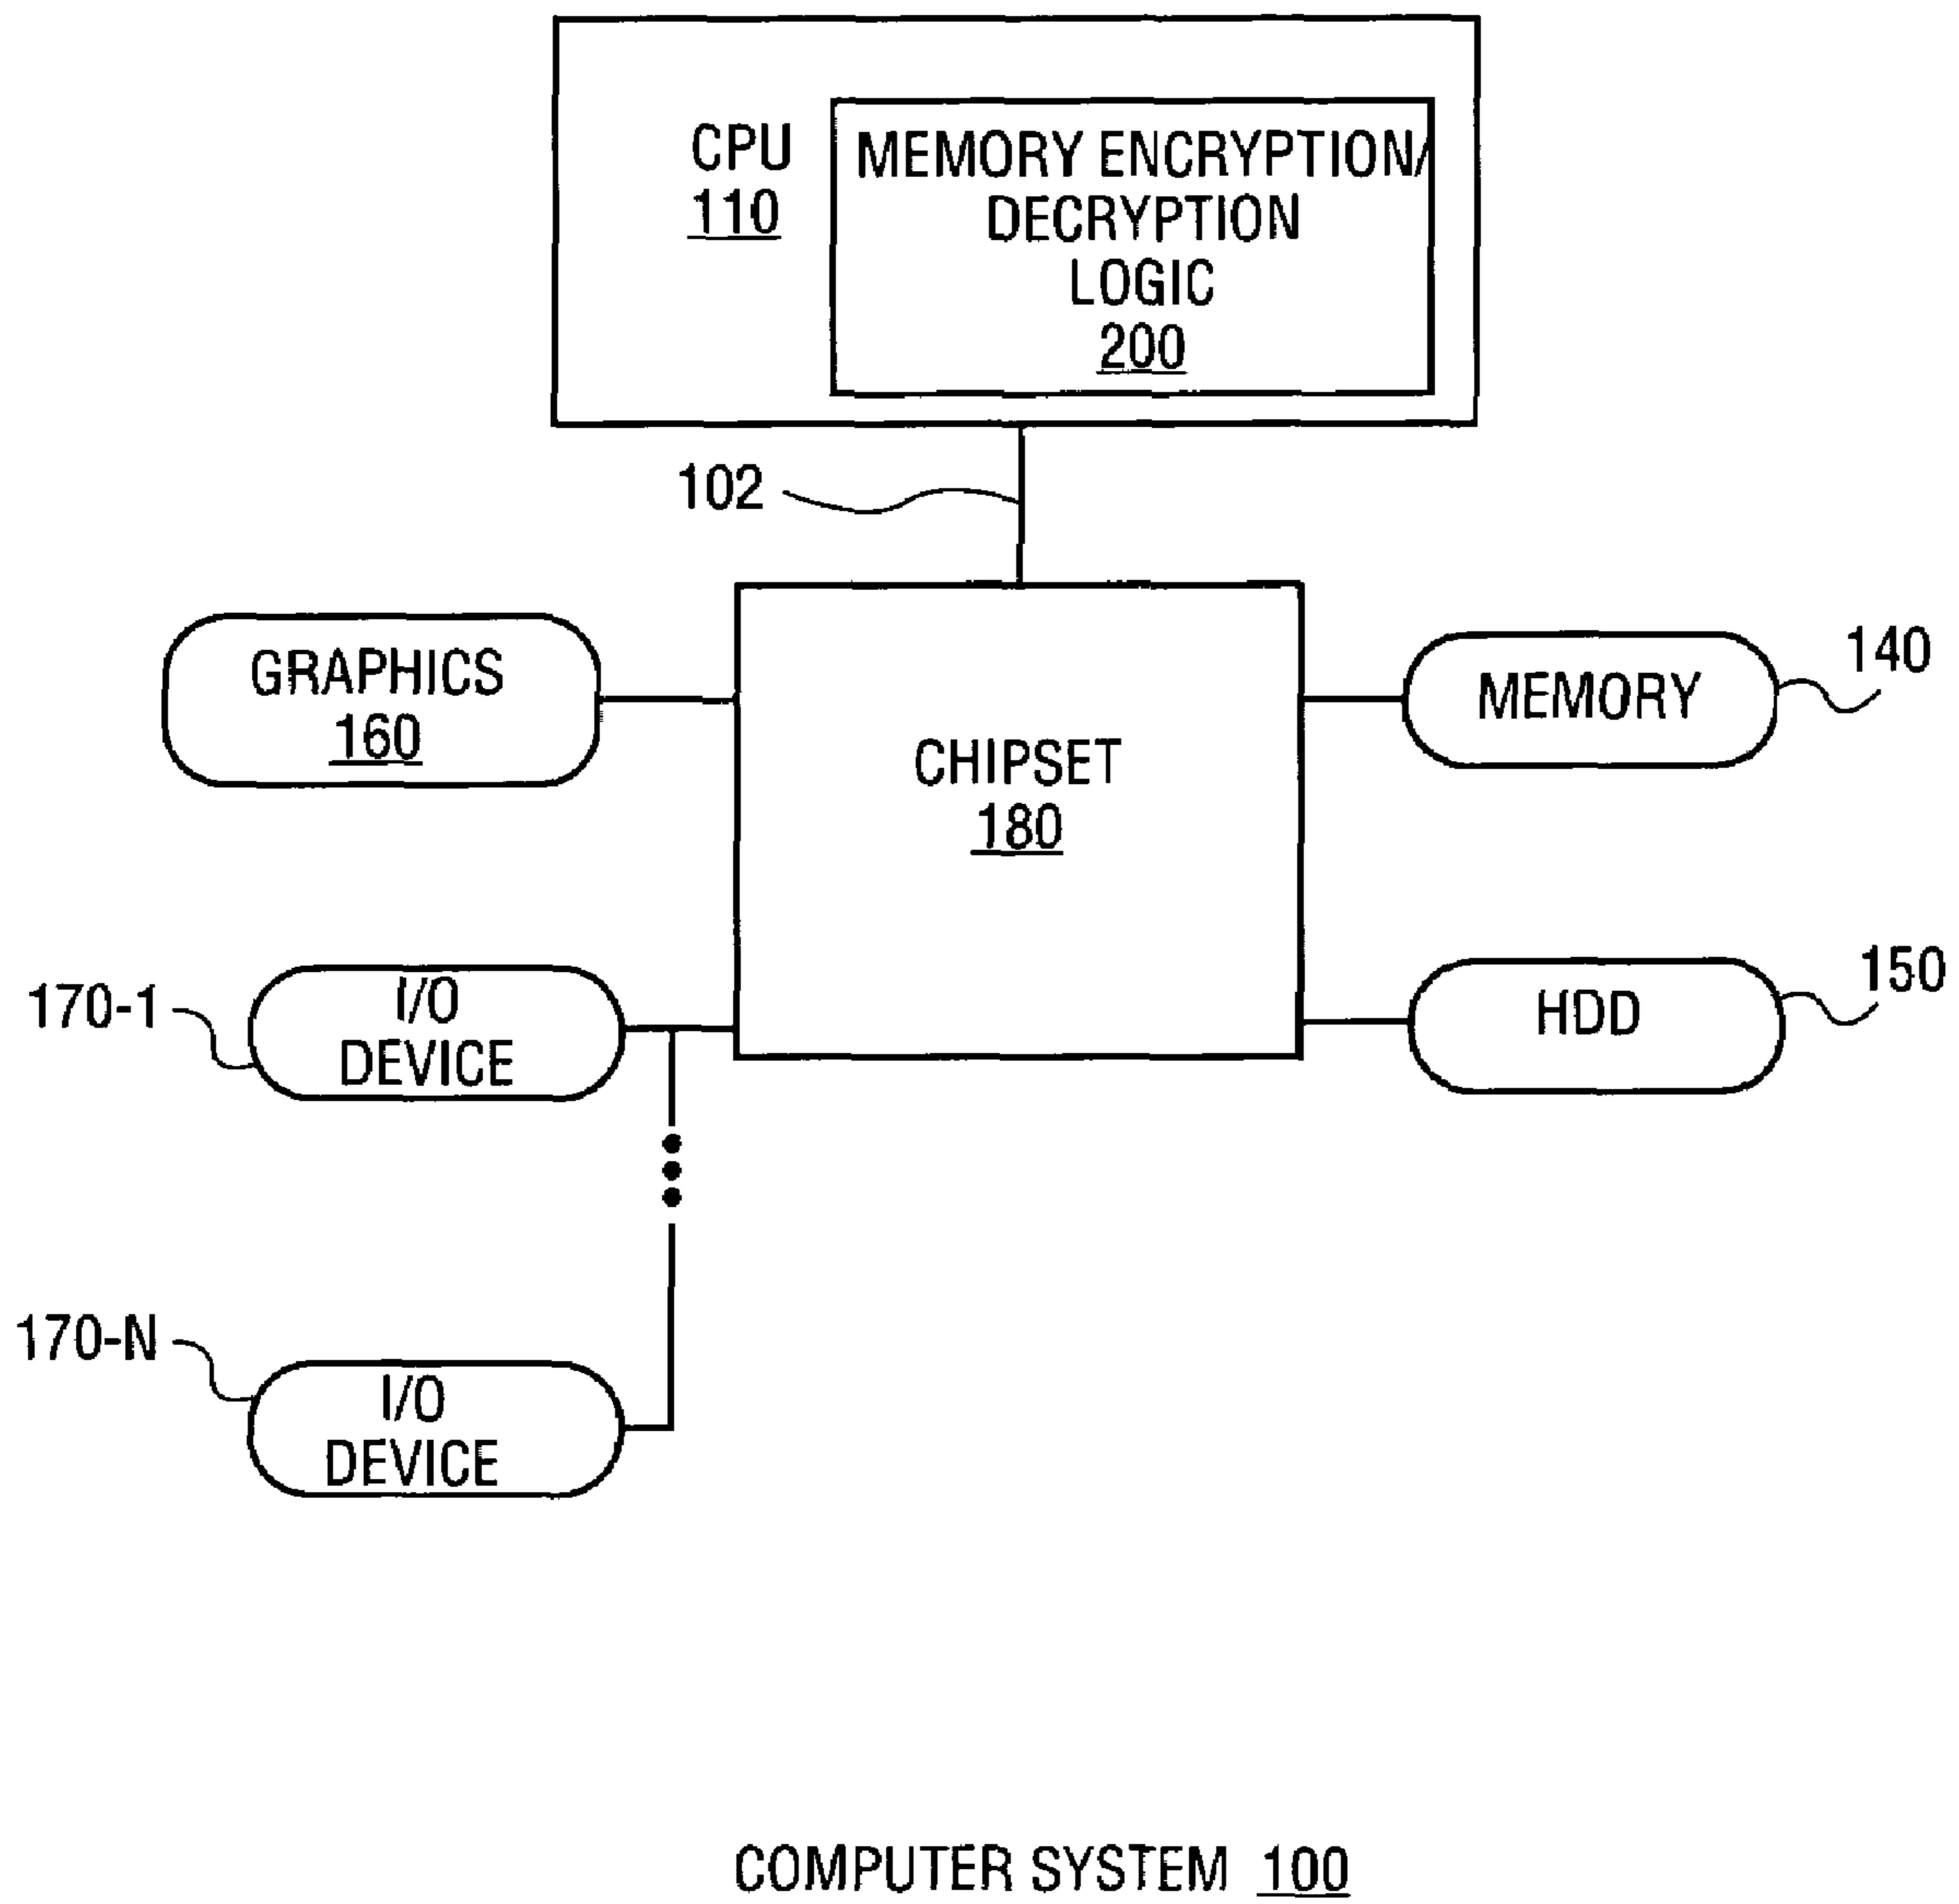 CPU
110
MEMORY ENCRYPTION/
DECRYPTION
LOGIC
200
102
GRAPHICS
160
CHIPSET
180
MEMORY
140
170-1
I/O
DEVICE
HDD
150
170-N
I/O
DEVICE
COMPUTER SYSTEM 100